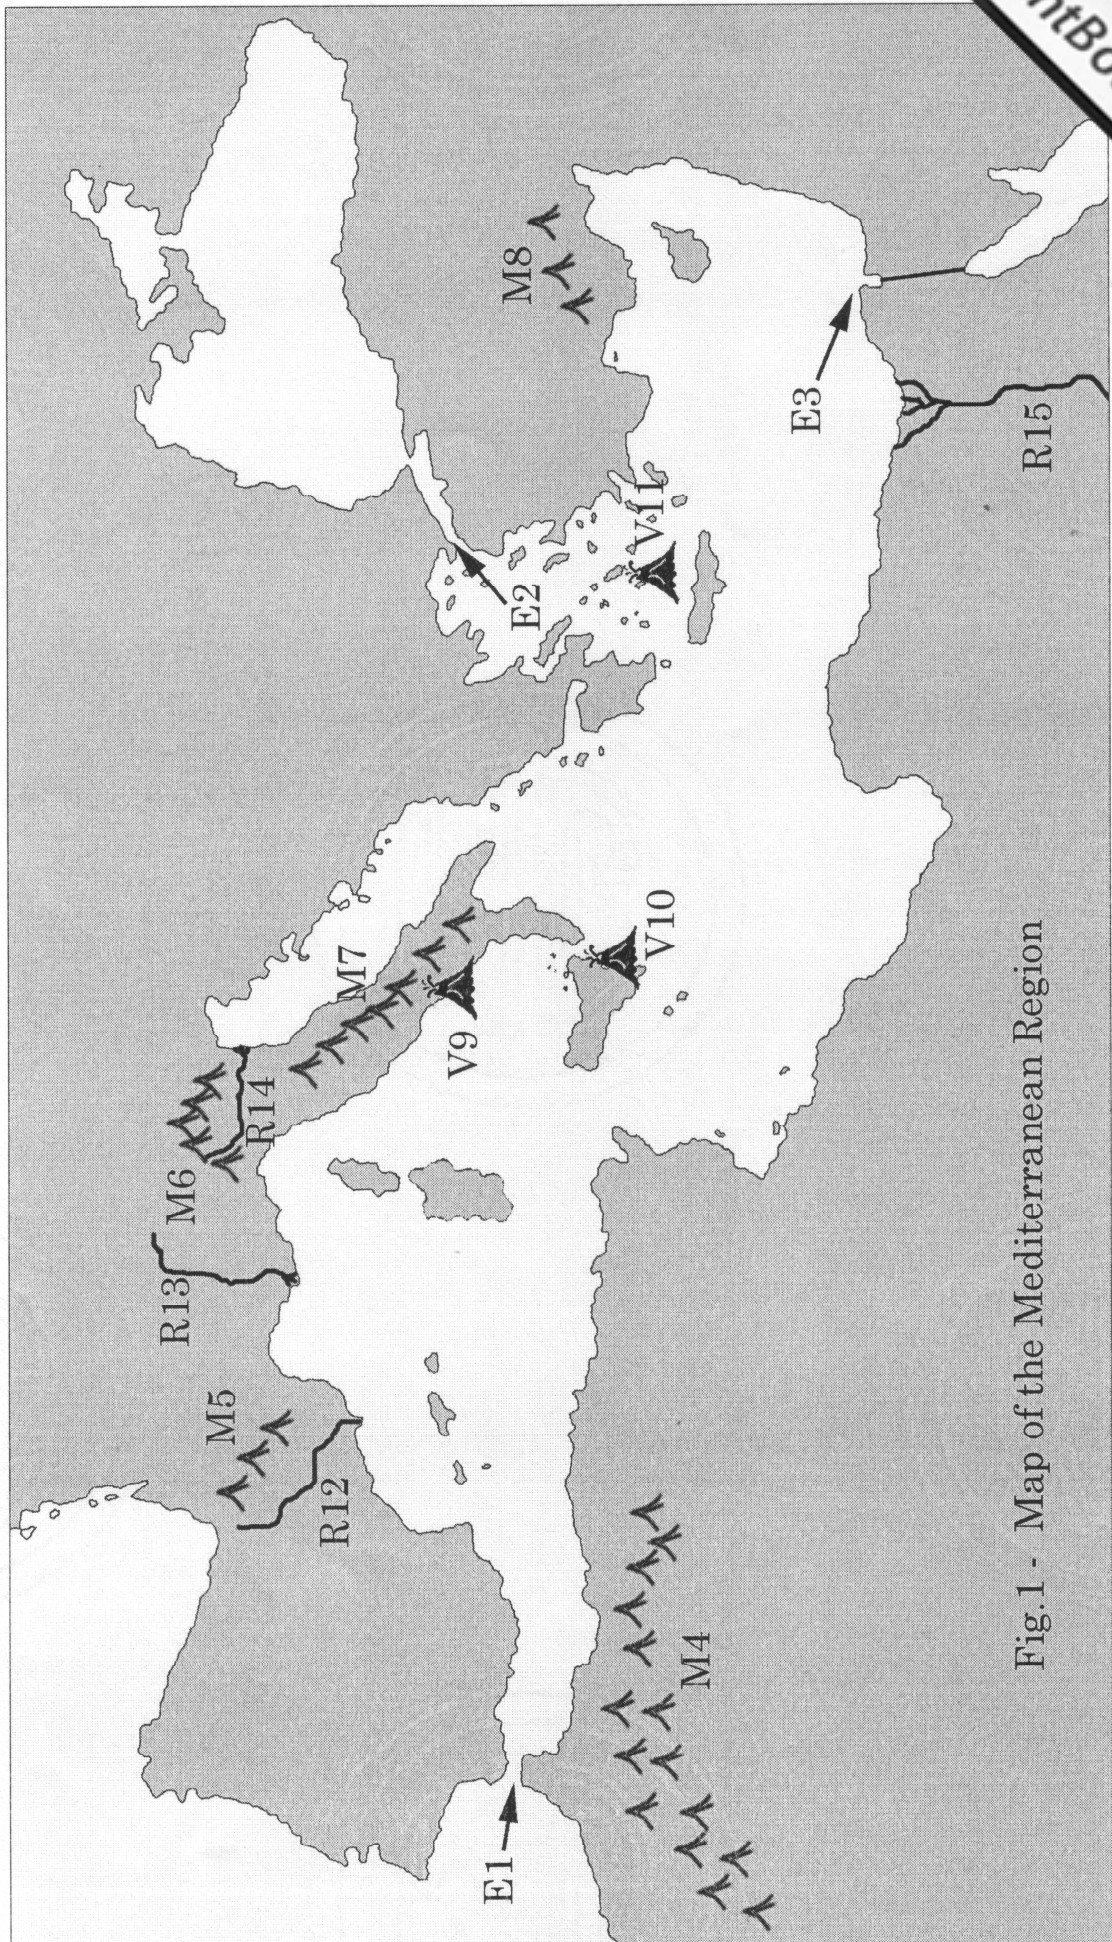 R13
M6
M5
R14
R12
M7
V9
E1
M8
E2
V11
V10
M4
E3
R15
Fig.1 - Map of the Mediterranean Region